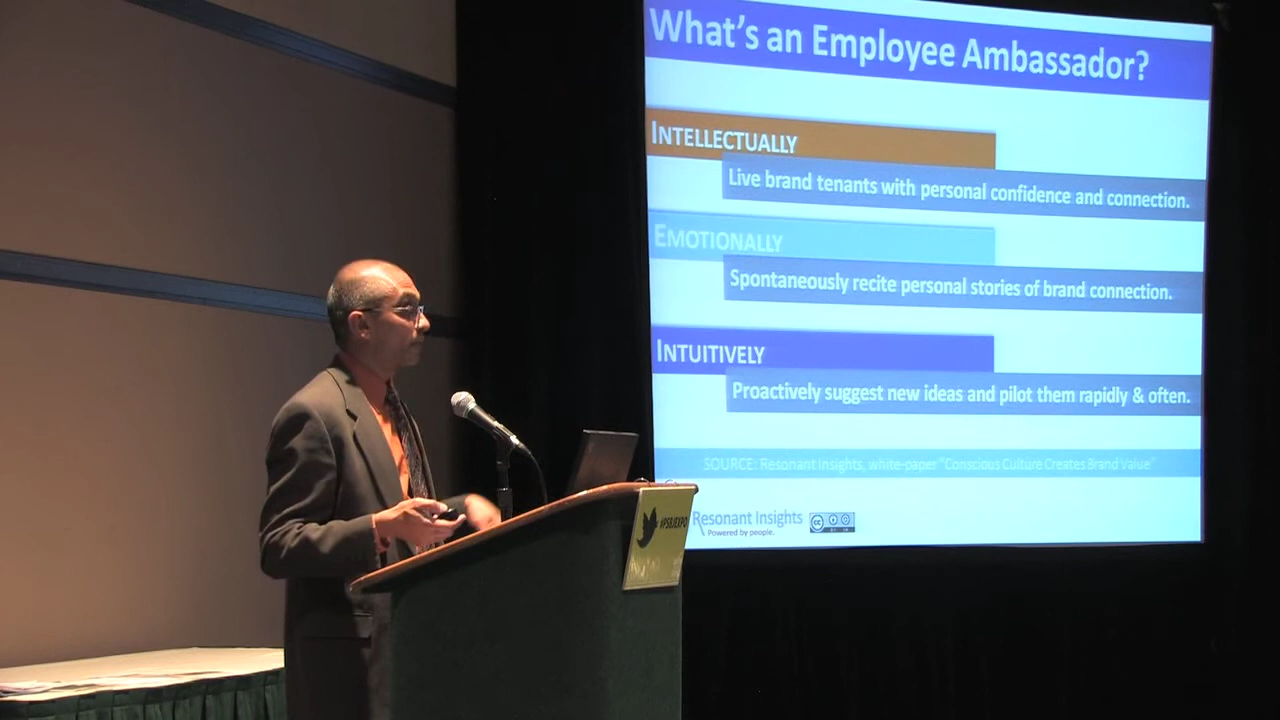 What's an Employee Ambassador?
INTELLECTUALLY
Live brand tenants with personal confidence and connection.
EMOTIONALLY
Spontaneously recite personal stories of brand connection.
INTUITIVELY
Proactively suggest new ideas and pilot them rapidly & often.
SOURCE: Resonant Insights, white-paper "Conscious Culture Creates Brand Value"
Resonant Insights
Powered by people.
cc
#PSBJEXPO